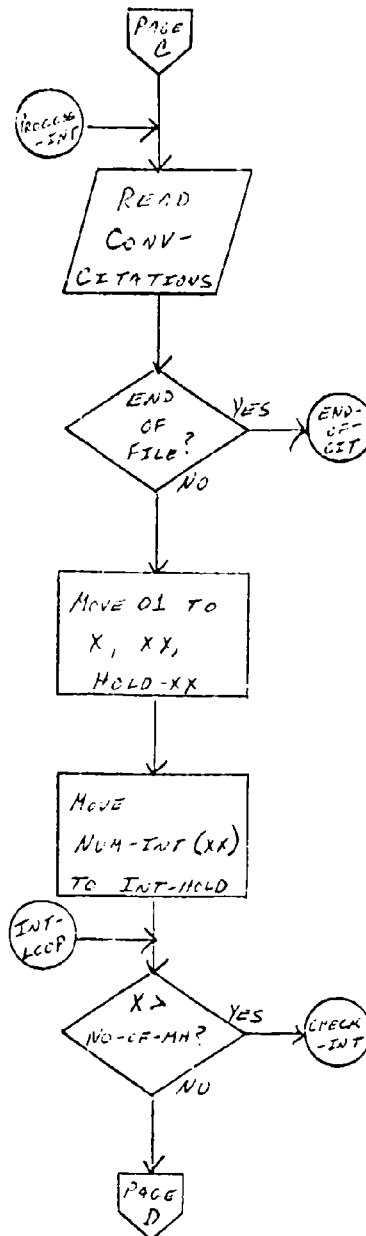 PAGE
C
PROCESS
-INT
READ
CONV-
CITATIONS
END
OF
FILE?
YES
END-
OF-
CIT
NO
MOVE 01 TO
X, XX,
HOLD-XX
MOVE
NUM-INT (XX)
TO INT-HOLD
INT-
LOOP
X >
NO-OF-MH?
YES
CHECK
-INT
NO
PAGE
D